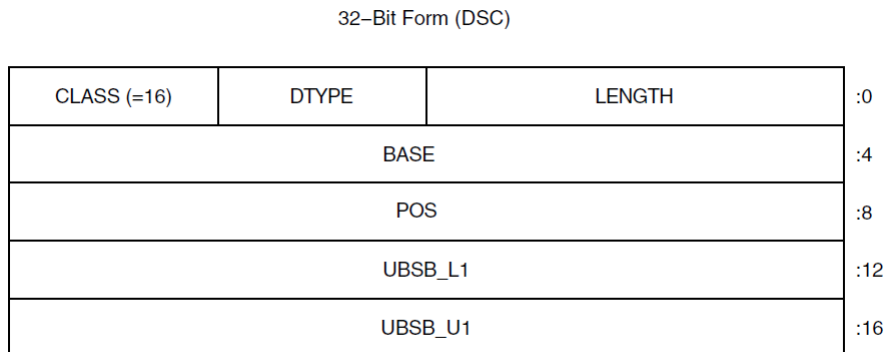 32–Bit Form (DSC)
CLASS (=16) DTYPE LENGTH :0
BASE :4
POS :8
UBSB_L1 :12
UBSB_U1 :16